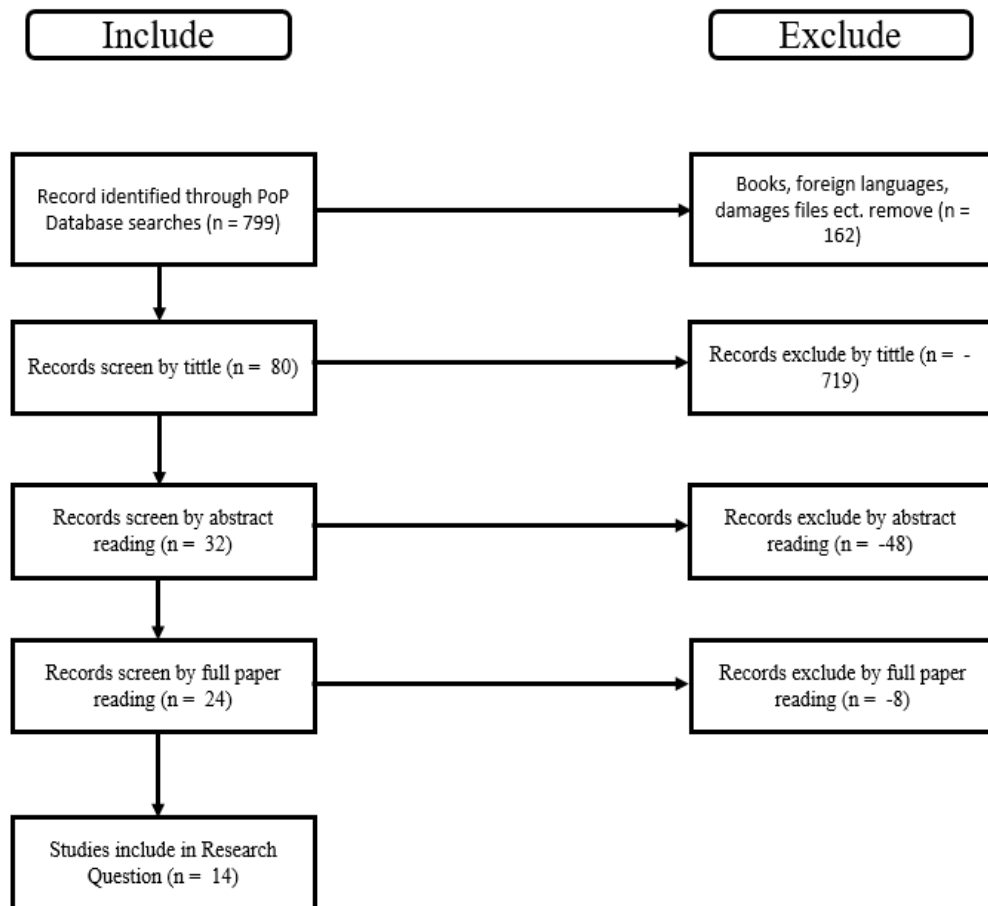 Include
Exclude
Record identified through PoP
Database searches (n = 799)
Books, foreign languages,
damages files ect. remove (n =
162)
Records screen by tittle (n =  80)
Records exclude by tittle (n =  -
719)
Records screen by abstract
reading (n =  32)
Records exclude by abstract
reading (n =  -48)
Records screen by full paper
reading (n =  24)
Records exclude by full paper
reading (n =  -8)
Studies include in Research
Question (n =  14)